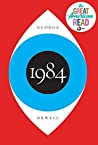 THE
GREAT
AMERICAN
READ
GEORGE
1984
ORWELL